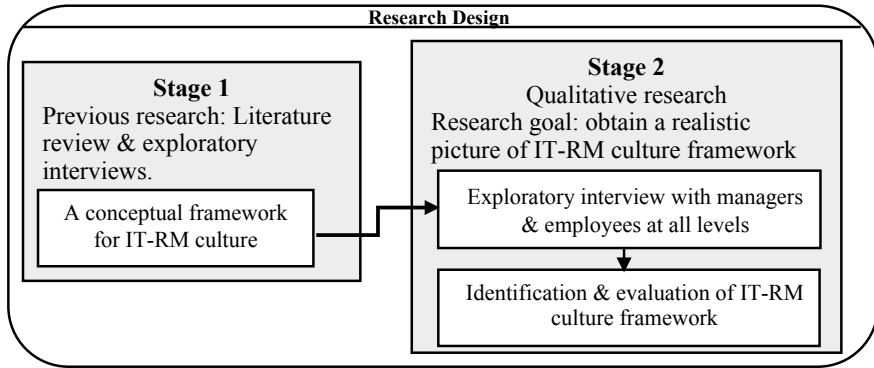 Research Design
Stage 1
Previous research: Literature
review & exploratory
interviews.
A conceptual framework
for IT-RM culture
Stage 2
Qualitative research
Research goal: obtain a realistic
picture of IT-RM culture framework
Exploratory interview with managers
& employees at all levels
Identification & evaluation of IT-RM
culture framework